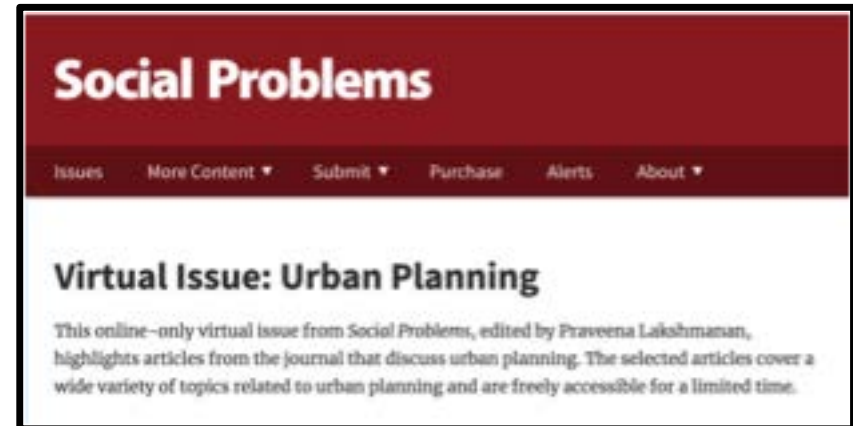 Social Problems
Issues More Content ▼ Submit ▼ Purchase Alerts About ▼
Virtual Issue: Urban Planning
This online-only virtual issue from Social Problems, edited by Praveena Lakshmanan,
highlights articles from the journal that discuss urban planning. The selected articles cover a
wide variety of topics related to urban planning and are freely accessible for a limited time.